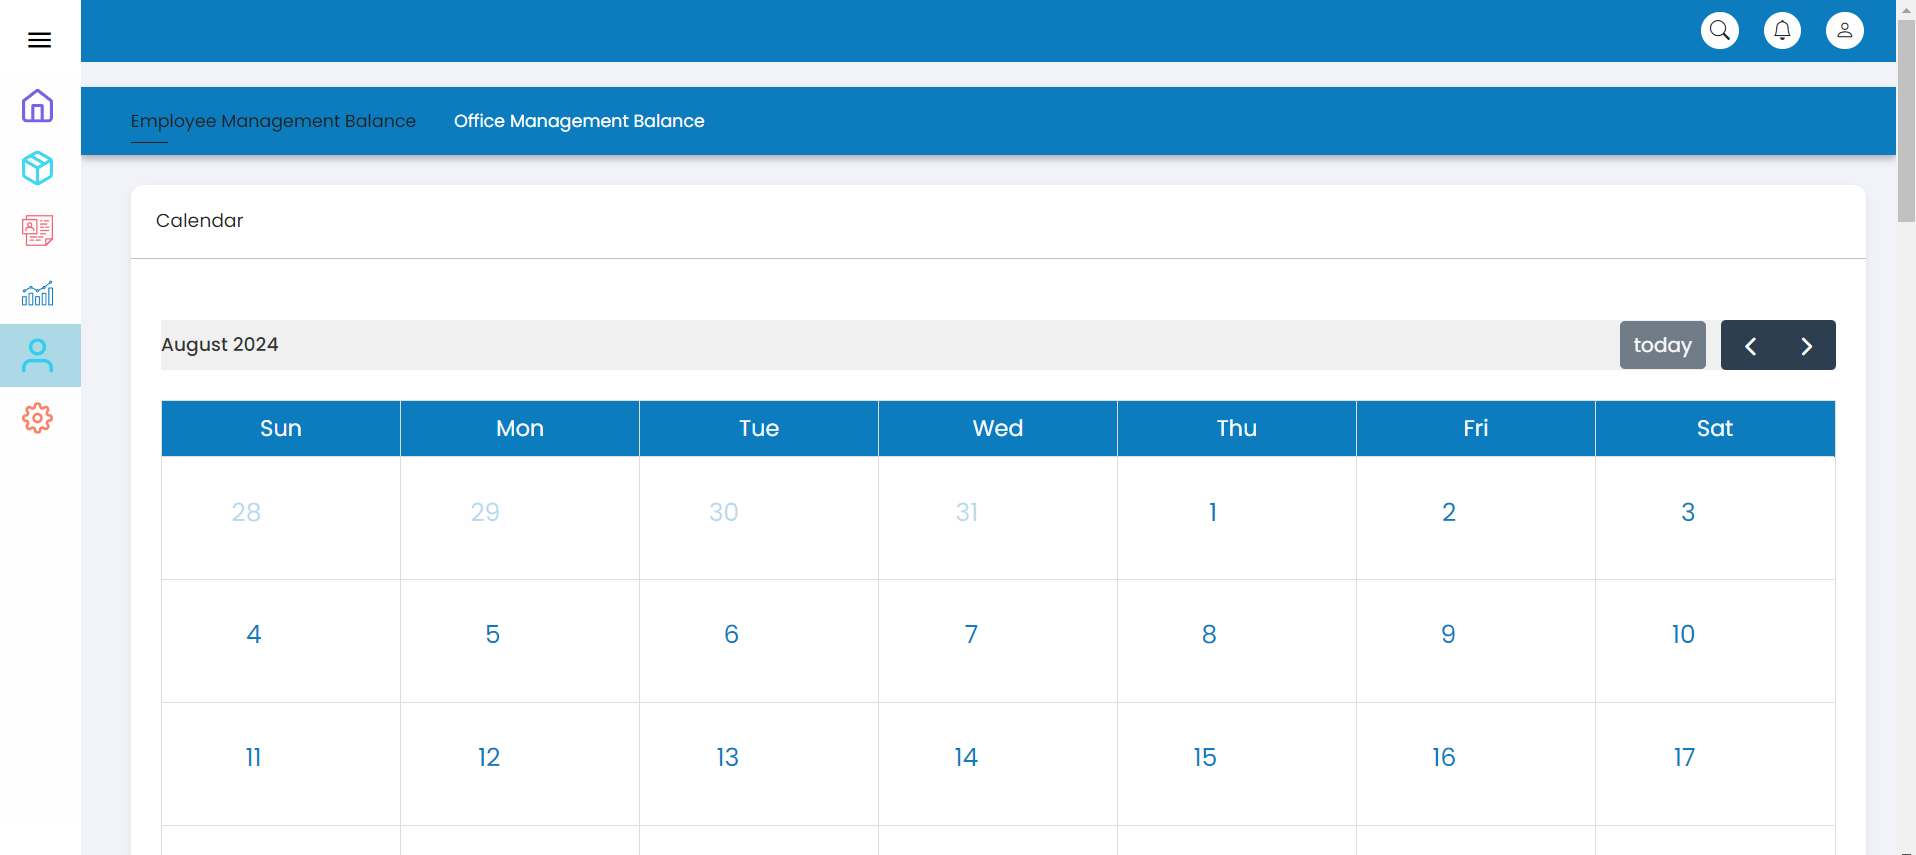 Employee Management Balance Office Management Balance
Calendar
August 2024 today
Sun Mon Tue Wed Thu Fri Sat
28 29 30 31 1 2 3
4 5 6 7 8 9 10
11 12 13 14 15 16 17